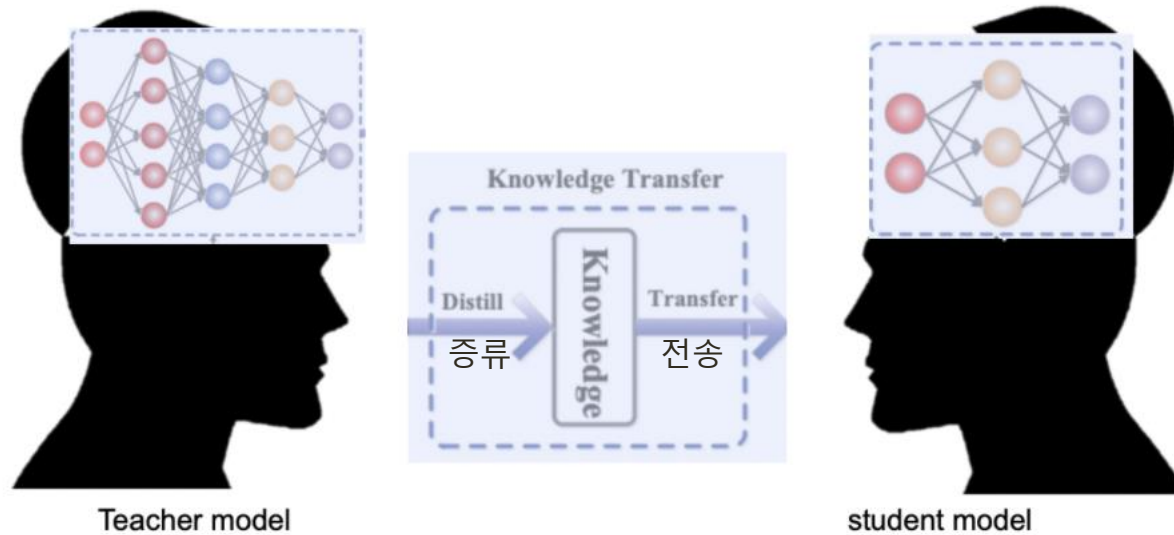 Knowledge Transfer
Distill
증류
Knowledge
Transfer
전송
Teacher model
student model